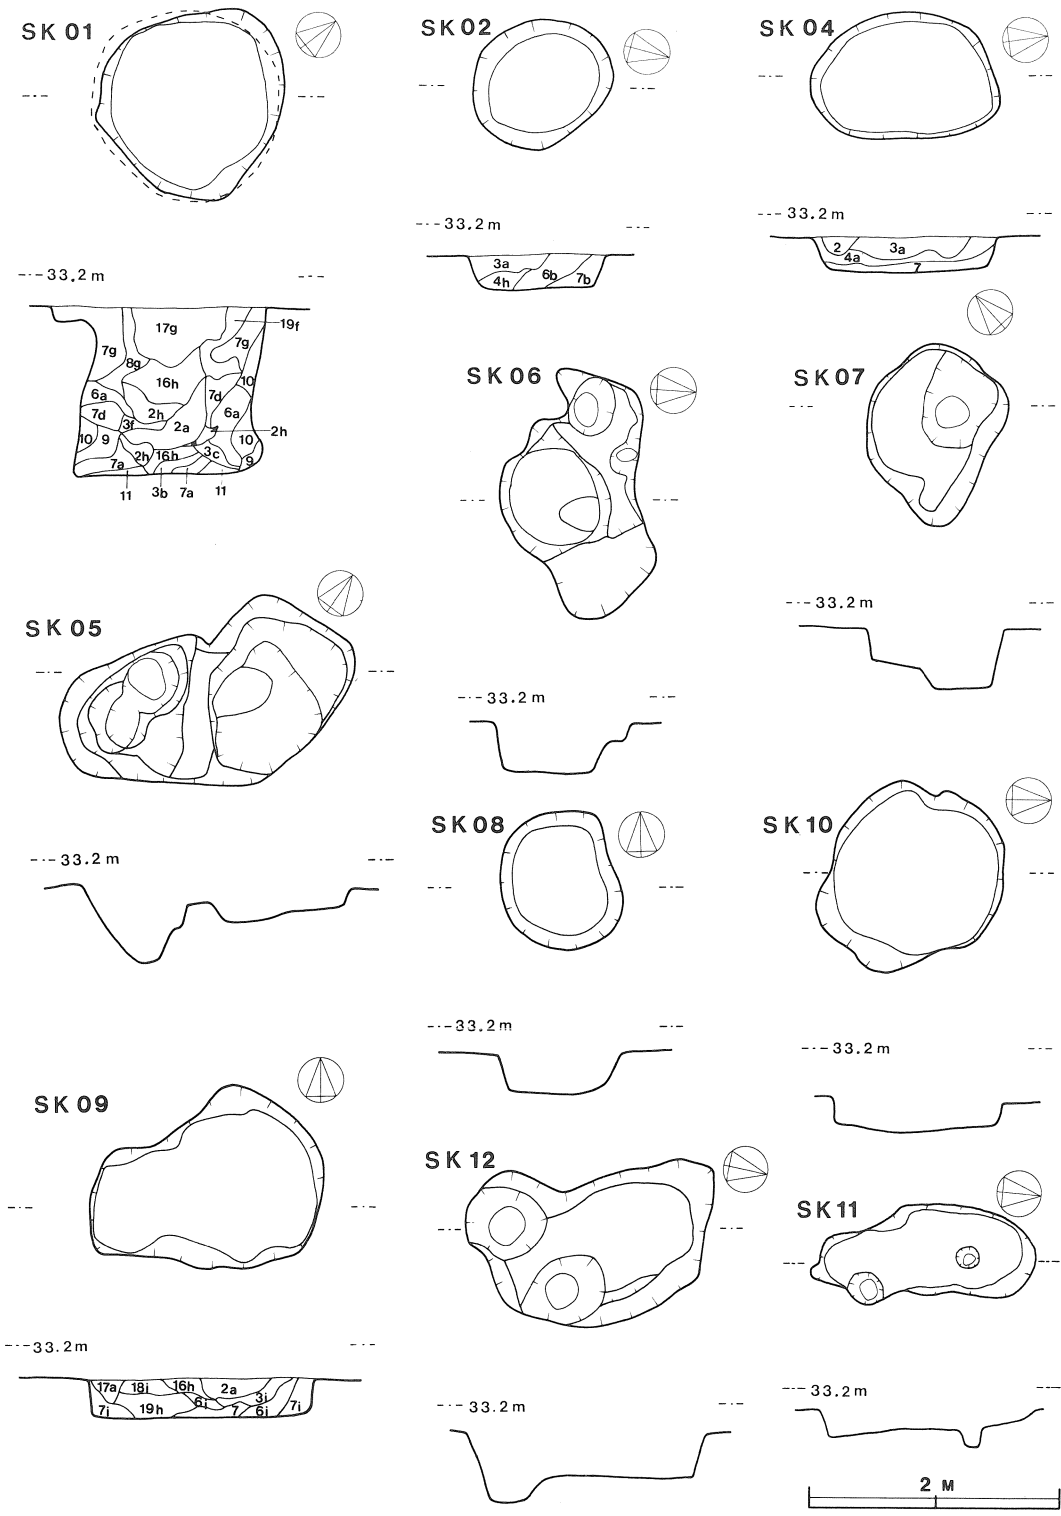 SK 01
33.2 m
17g
19f
7g
7g
8g
16h
10
6a
7d
7d
3f
2h
2a
6a
2h
10
9
10
7a
2h
16h
3c
9
11
3b
7a
11
SK 02
33.2 m
3a
4h
6b
7b
SK 04
33.2 m
2
4a
3a
7
SK 05
33.2 m
SK 06
33.2 m
SK 07
33.2 m
SK 08
33.2 m
SK 10
33.2 m
SK 09
33.2 m
17a
18i
16h
2a
7i
19h
6i
7
3i
6i
7i
SK 12
33.2 m
SK 11
33.2 m
2 M